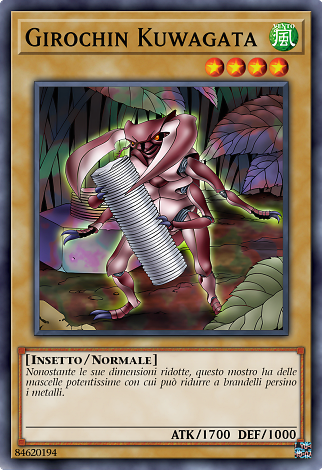 Girochin Kuwagata
VENTO
風
[Insetto/Normale]
Nonostante le sue dimensioni ridotte, questo mostro ha delle
mascelle potentissime con cui può ridurre a brandelli persino
i metalli.
ATK/1700 DEF/1000
84620194